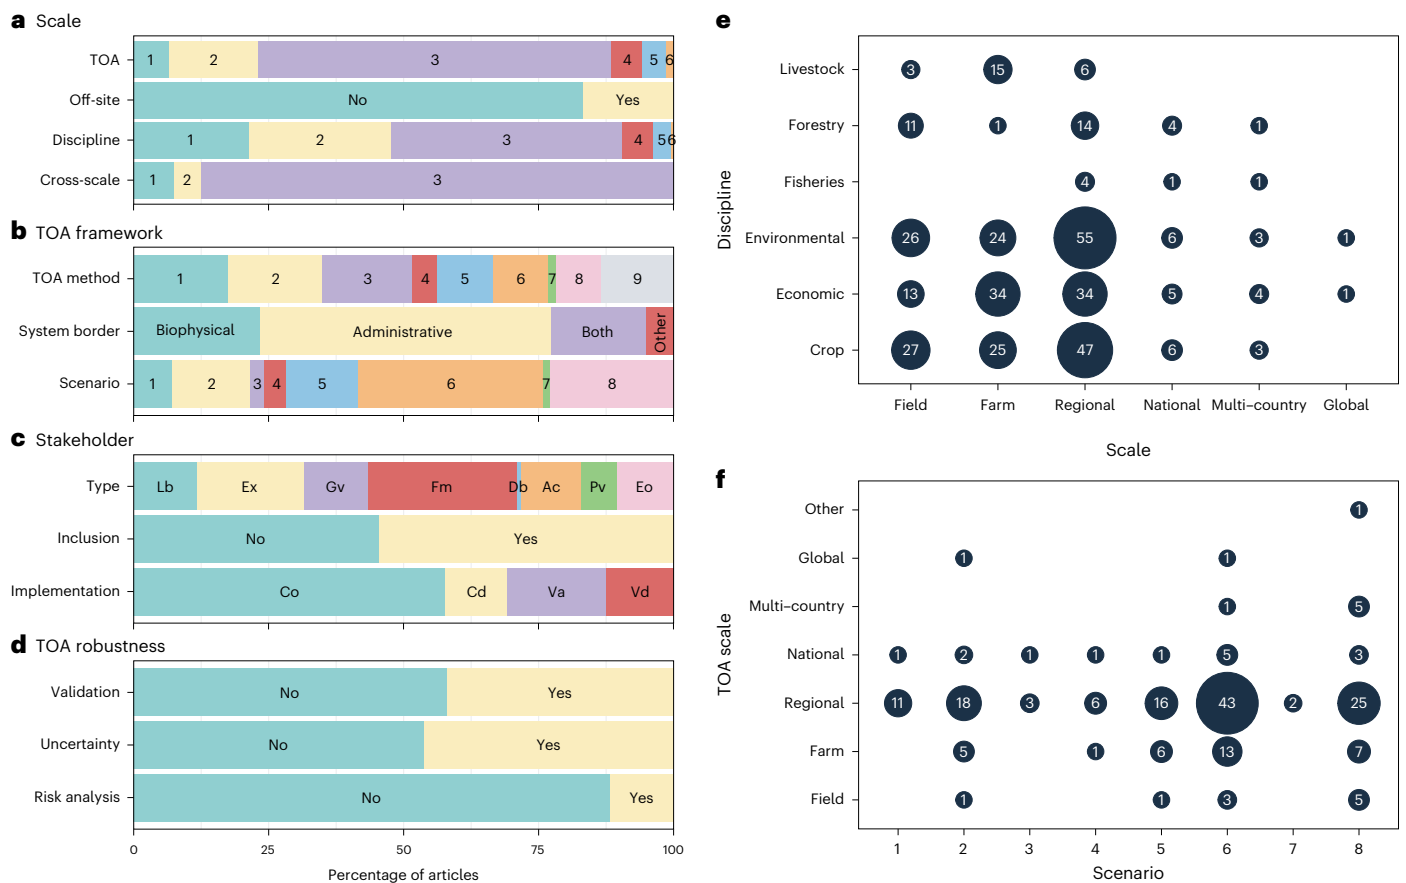 a Scale
TOA 1 2 3 4 5 6
Off-site No Yes
Discipline 1 2 3 4 5 6
Cross-scale 1 2 3
b TOA framework
TOA method 1 2 3 4 5 6 7 8 9
System border Biophysical Administrative Both Other
Scenario 1 2 3 4 5 6 7 8
c Stakeholder
Type Lb Ex Gv Fm Db Ac Pv Eo
Inclusion No Yes
Implementation Co Cd Va Vd
d TOA robustness
Validation No Yes
Uncertainty No Yes
Risk analysis No Yes
0 25 50 75 100
Percentage of articles
e
Discipline
Livestock 3 15 6
Forestry 11 1 14 4 1
Fisheries 4 1 1
Environmental 26 24 55 6 3 1
Economic 13 34 34 5 4 1
Crop 27 25 47 6 3
Field Farm Regional National Multi–country Global
Scale
f
TOA scale
Other 1
Global 1 1
Multi–country 1 5
National 1 2 1 1 1 5 3
Regional 11 18 3 6 16 43 2 25
Farm 5 1 6 13 7
Field 1 1 3 5
1 2 3 4 5 6 7 8
Scenario